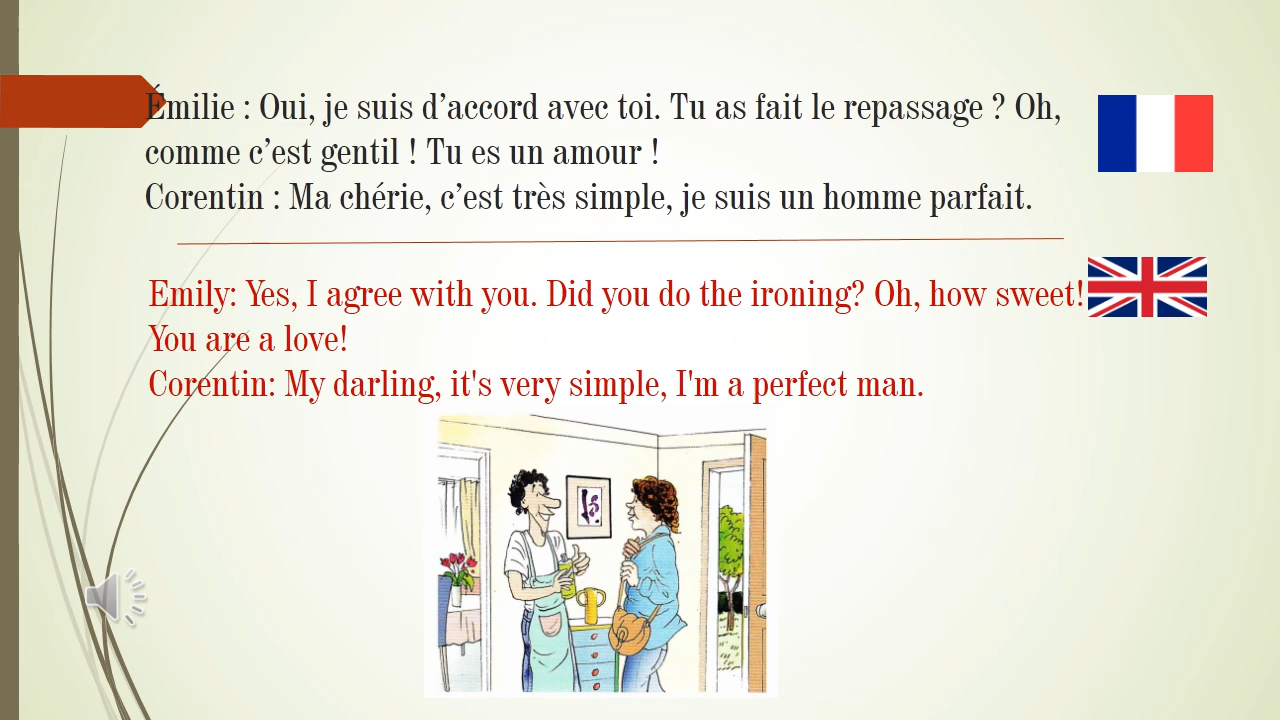 Émilie : Oui, je suis d’accord avec toi. Tu as fait le repassage ? Oh,
comme c’est gentil ! Tu es un amour !
Corentin : Ma chérie, c’est très simple, je suis un homme parfait.
Emily: Yes, I agree with you. Did you do the ironing? Oh, how sweet!
You are a love!
Corentin: My darling, it's very simple, I'm a perfect man.